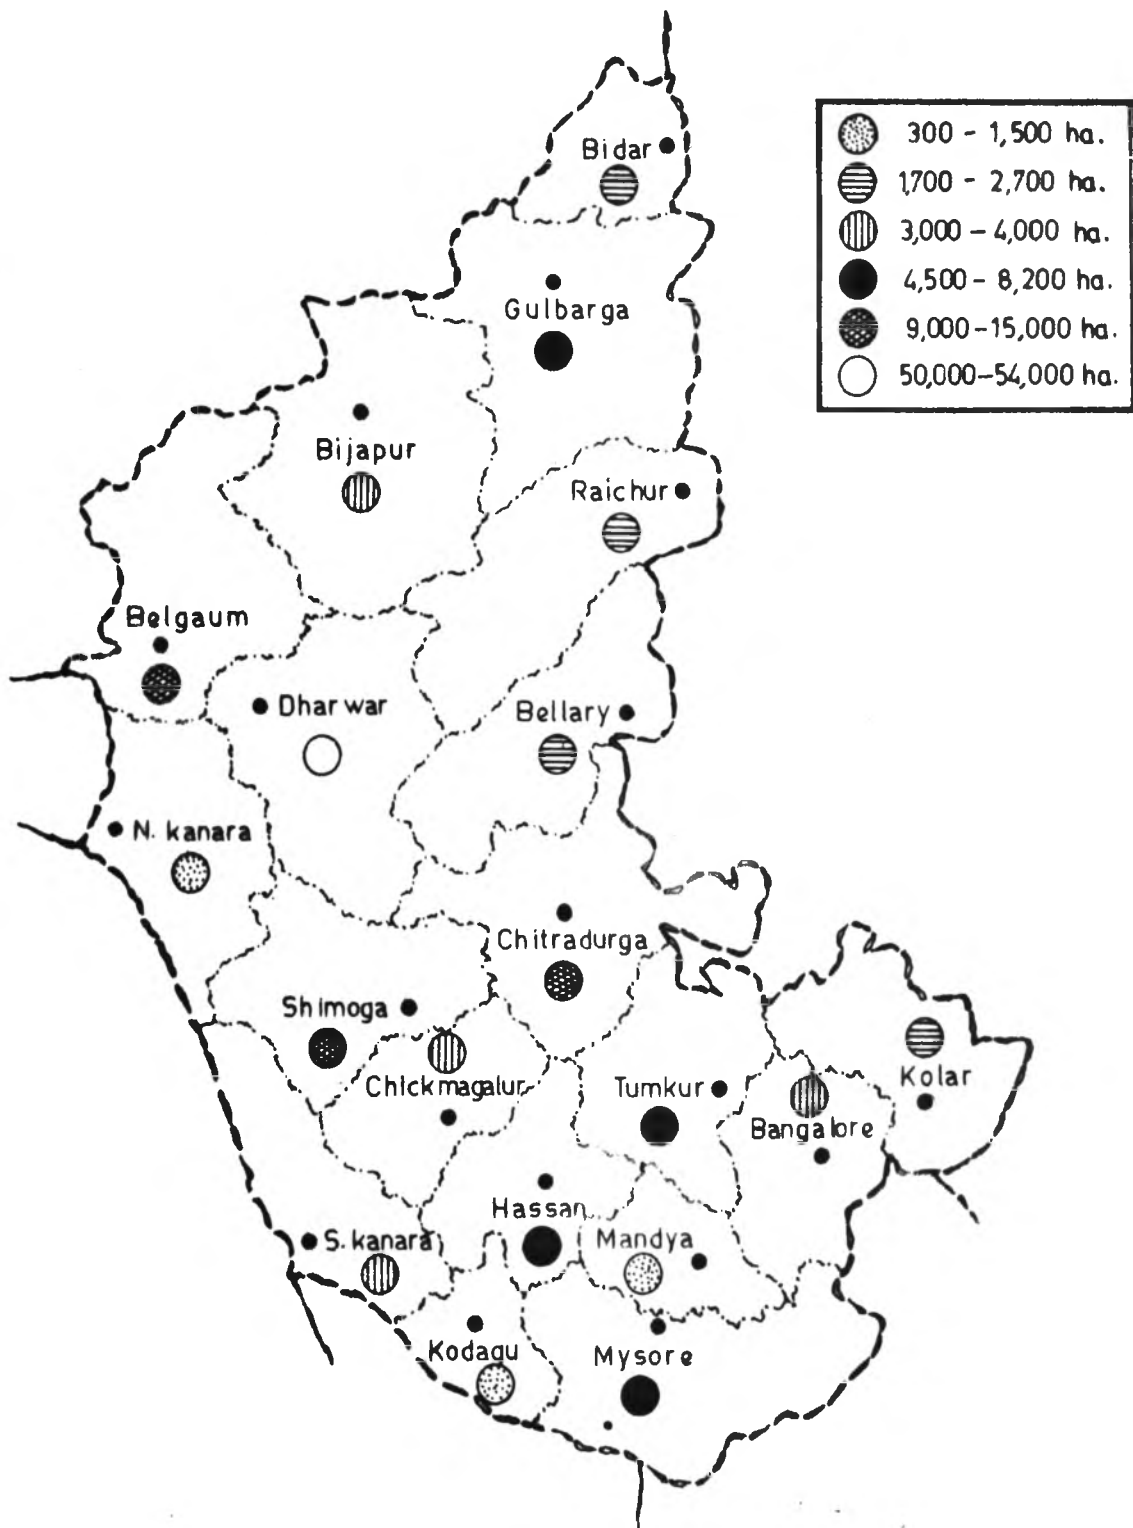 Bidar
300 - 1,500 ha.
1,700 - 2,700 ha.
3,000 - 4,000 ha.
4,500 - 8,200 ha.
9,000 - 15,000 ha.
50,000 - 54,000 ha.
Gulbarga
Bijapur
Raichur
Belgaum
Dharwar
Bellary
N. kanara
Chitradurga
Shimoga
Chickmagalur
Tumkur
Kolar
Bangalore
Hassan
S. kanara
Mandya
Kodagu
Mysore